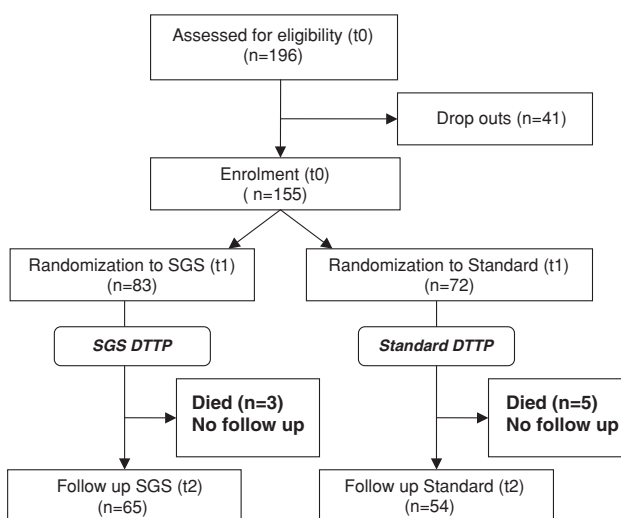 Assessed for eligibility (t0)
(n=196)
Drop outs (n=41)
Enrolment (t0)
( n=155)
Randomization to SGS (t1)
(n=83)
Randomization to Standard (t1)
(n=72)
SGS DTTP
Standard DTTP
Died (n=3)
No follow up
Died (n=5)
No follow up
Follow up SGS (t2)
(n=65)
Follow up Standard (t2)
(n=54)